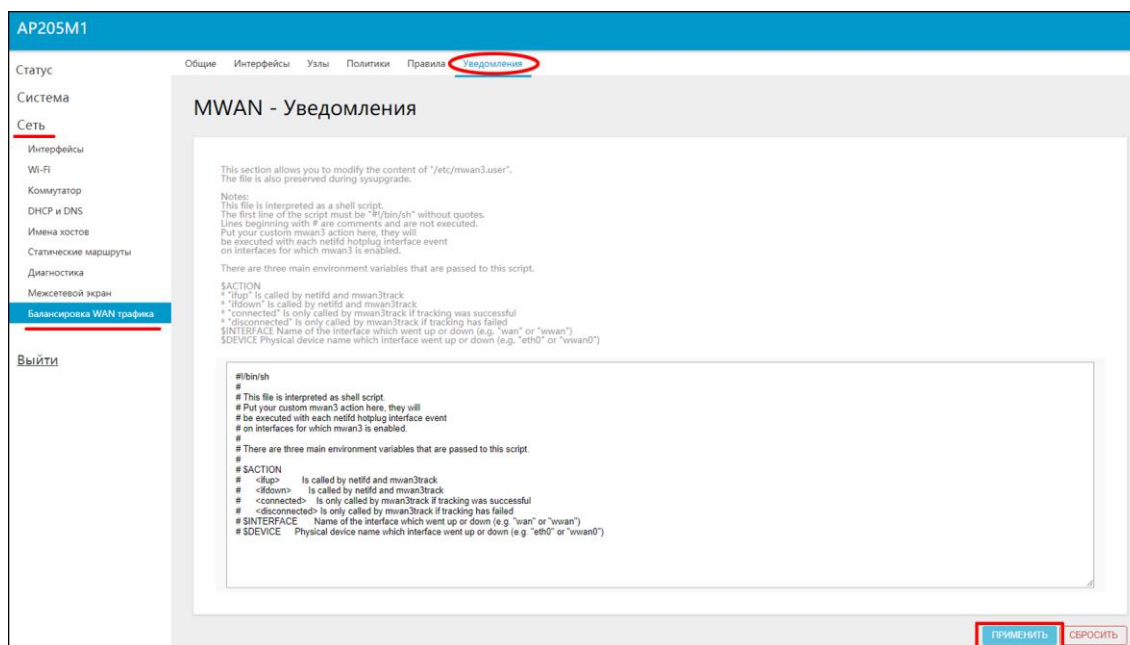 AP205M1
Статус
Система
Сеть
Интерфейсы
Wi-Fi
Коммутатор
DHCP и DNS
Имена хостов
Статические маршруты
Диагностика
Межсетевой экран
Балансировка WAN трафика
Выйти
Общие Интерфейсы Узлы Политики Правила Уведомления
MWAN - Уведомления
This section allows you to modify the content of "/etc/mwan3.user".
The file is also preserved during sysupgrade.
Notes:
This file is interpreted as a shell script.
The first line of the script must be "#!/bin/sh" without quotes.
Lines beginning with # are comments and are not executed.
Put your custom mwan3 action here, they will
be executed with each netifd hotplug interface event
on interfaces for which mwan3 is enabled.
There are three main environment variables that are passed to this script.
$ACTION
* "ifup" Is called by netifd and mwan3track
* "ifdown" Is called by netifd and mwan3track
* "connected" Is only called by mwan3track if tracking was successful
* "disconnected" Is only called by mwan3track if tracking has failed
$INTERFACE Name of the interface which went up or down (e.g. "wan" or "wwan")
$DEVICE Physical device name which interface went up or down (e.g. "eth0" or "wwan0")
#!/bin/sh
#
# This file is interpreted as shell script.
# Put your custom mwan3 action here, they will
# be executed with each netifd hotplug interface event
# on interfaces for which mwan3 is enabled.
#
# There are three main environment variables that are passed to this script.
#
# $ACTION
# <ifup> Is called by netifd and mwan3track
# <ifdown> Is called by netifd and mwan3track
# <connected> Is only called by mwan3track if tracking was successful
# <disconnected> Is only called by mwan3track if tracking has failed
# $INTERFACE Name of the interface which went up or down (e.g. "wan" or "wwan")
# $DEVICE Physical device name which interface went up or down (e.g. "eth0" or "wwan0")
ПРИМЕНИТЬ СБРОСИТЬ